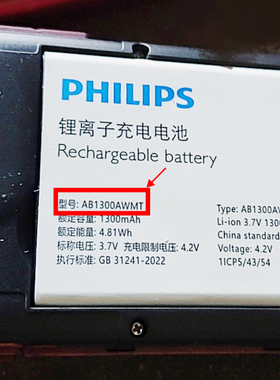 PHILIPS
锂离子充电电池
Rechargeable battery
型号: AB1300AWMT
额定容量: 1300mAh
额定能量: 4.81Wh
标称电压: 3.7V 充电限制电压: 4.2V
执行标准: GB 31241-2022
Type: AB1300AW
Li-ion 3.7V 1300
China standard
Voltage: 4.2V
1ICP5/43/54